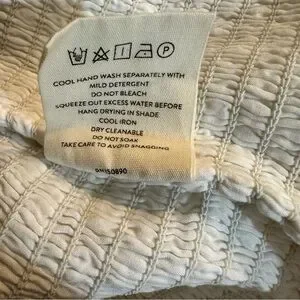 COOL HAND WASH SEPARATELY WITH
MILD DETERGENT
DO NOT BLEACH
SQUEEZE OUT EXCESS WATER BEFORE
HANG DRYING IN SHADE
COOL IRON
DRY CLEANABLE
DO NOT SOAK
TAKE CARE TO AVOID SNAGGING